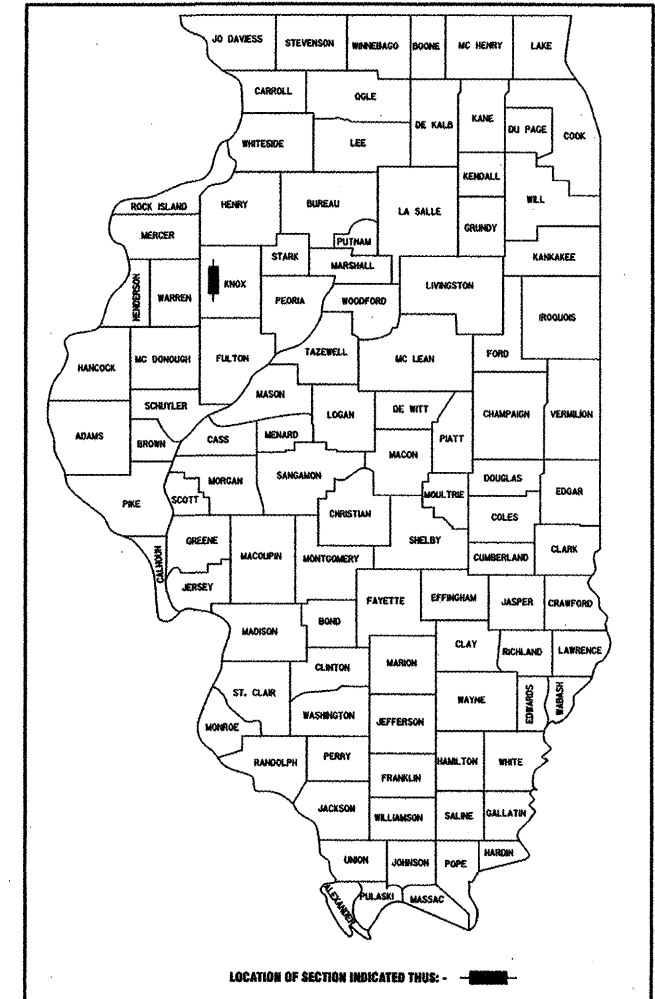 JO DAVIESS STEVENSON WINNEBAGO BOONE MC HENRY LAKE
CARROLL OGLE
DE KALB KANE DU PAGE COOK
WHITESIDE LEE
KENDALL
ROCK ISLAND HENRY BUREAU LA SALLE WILL
MERCER PUTNAM GRUNDY
STARK MARSHALL KANKAKEE
HENDERSON WARREN KNOX PEORIA WOODFORD LIVINGSTON IROQUOIS
HANCOCK MC DONOUGH FULTON TAZEWELL MC LEAN FORD
MASON
SCHUYLER LOGAN DE WITT CHAMPAIGN VERMILION
ADAMS BROWN CASS MENARD MACON PIATT
MORGAN SANGAMON DOUGLAS EDGAR
PIKE SCOTT CHRISTIAN MOULTRIE COLES
GREENE MACOUPIN MONTGOMERY SHELBY CUMBERLAND CLARK
CALHOUN JERSEY FAYETTE EFFINGHAM JASPER CRAWFORD
MADISON BOND
CLAY RICHLAND LAWRENCE
CLINTON MARION
ST. CLAIR WAYNE EDWARDS WABASH
MONROE WASHINGTON JEFFERSON
RANDOLPH PERRY HAMILTON WHITE
FRANKLIN
JACKSON WILLIAMSON SALINE GALLATIN
UNION JOHNSON POPE HARDIN
ALEXANDER PULASKI MASSAC
LOCATION OF SECTION INDICATED THUS: -